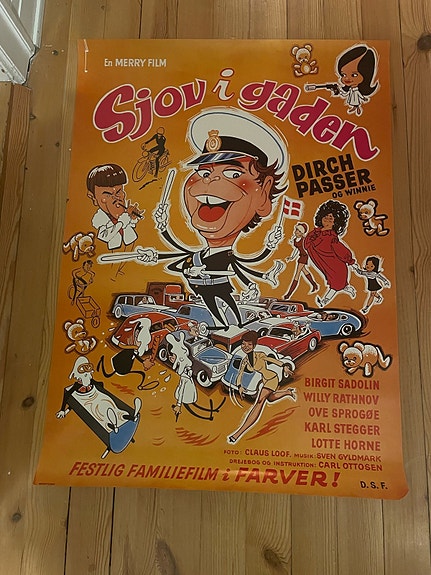 En MERRY FILM
Sjov i gaden
DIRCH
PASSER
OG WINNIE
BIRGIT SADOLIN
WILLY RATHNOV
OVE SPROGØE
KARL STEGGER
LOTTE HORNE
FOTO: CLAUS LOOF. MUSIK: SVEN GYLDMARK
DREJEBOG OG INSTRUKTION: CARL OTTOSEN
FESTLIG FAMILIEFILM i FARVER!
D.S.F.